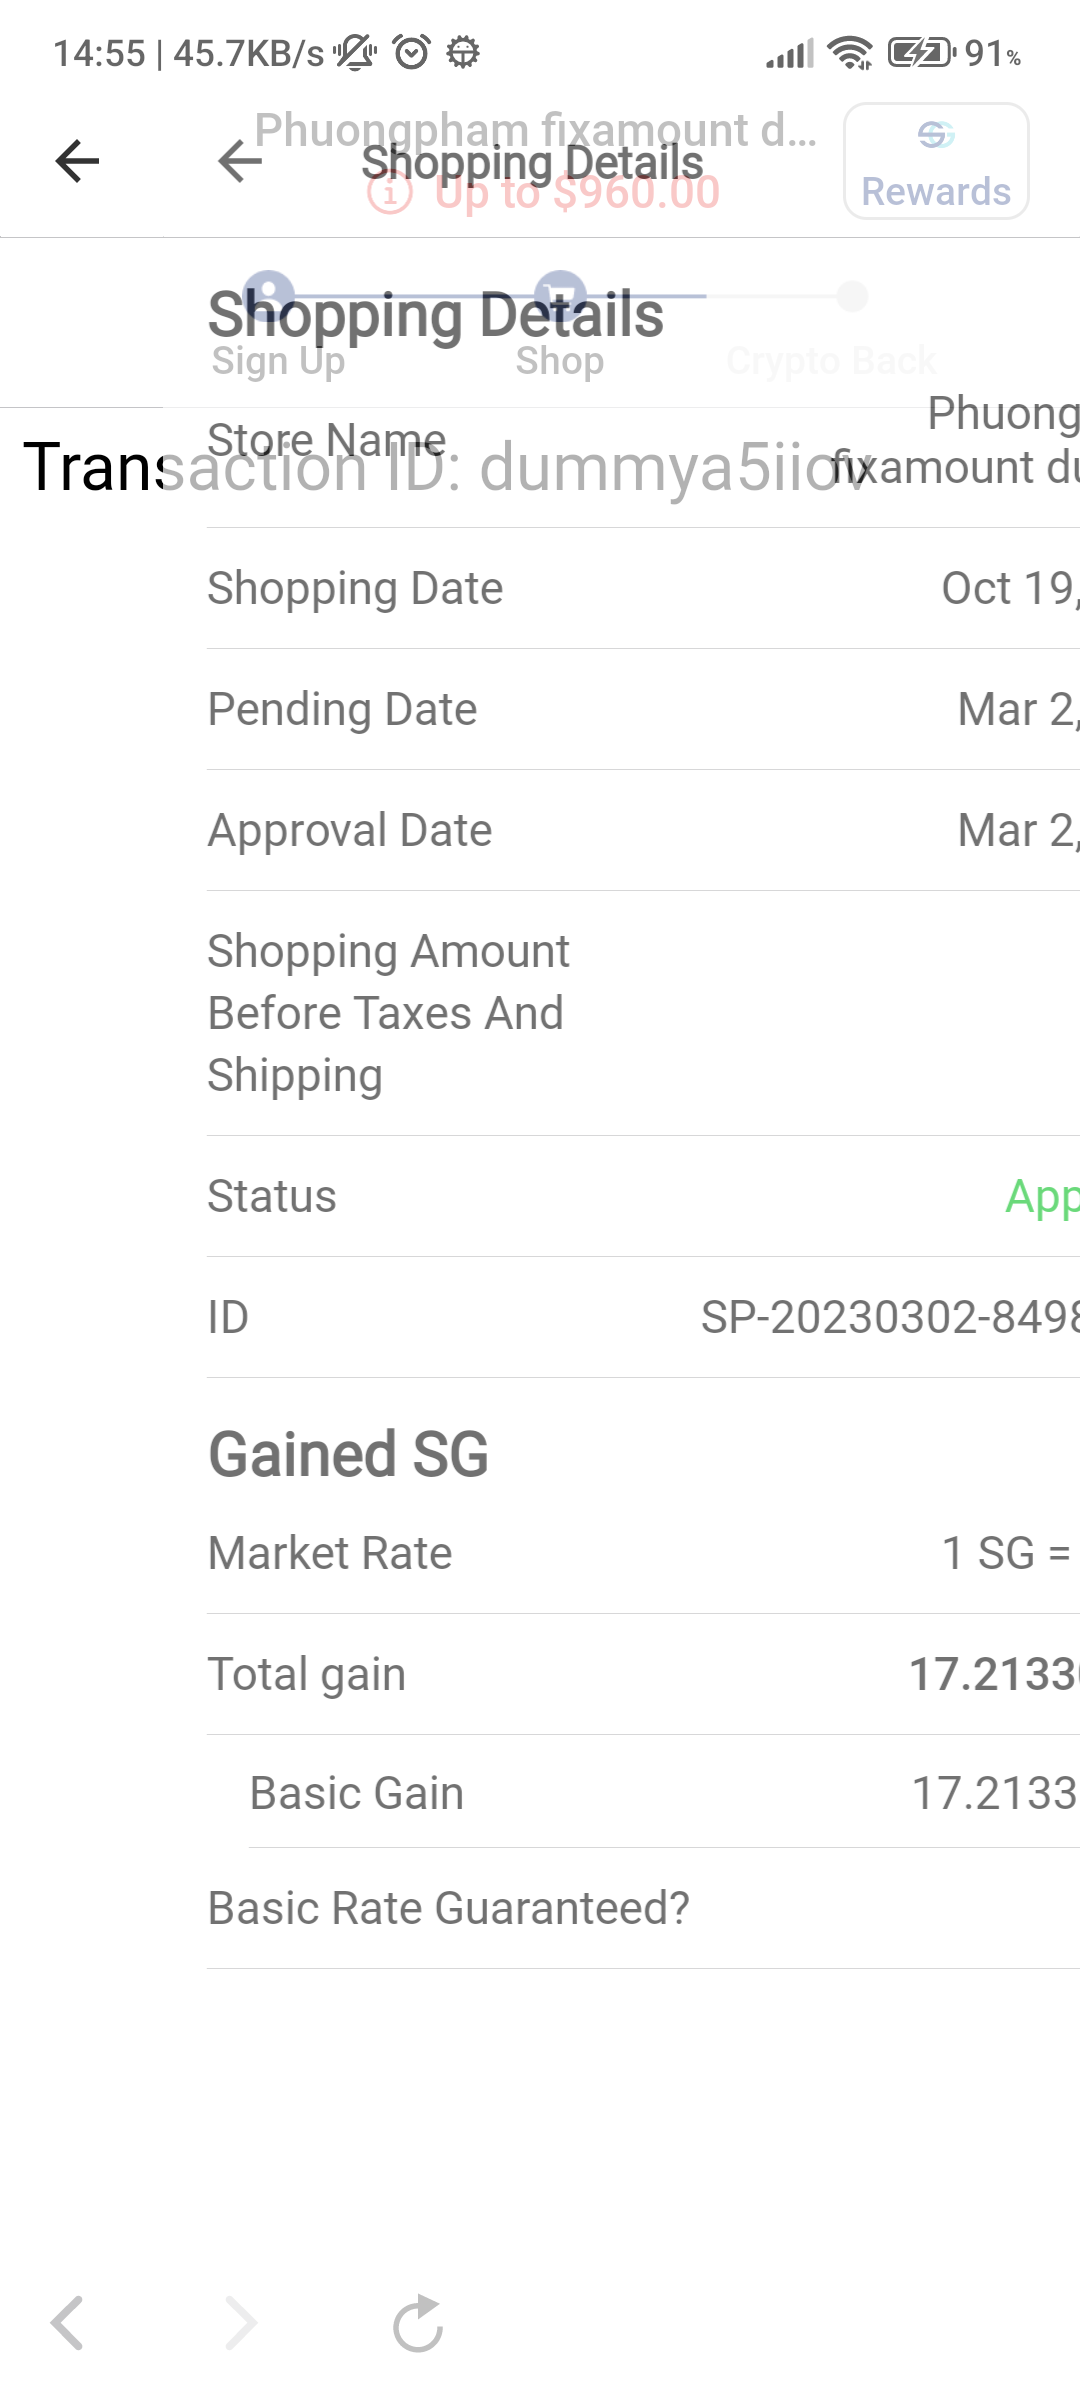 14:55 | 45.7KB/s 91%
Phuongpham fixamount d...
Shopping Details
Up to $960.00
Rewards
Shopping Details
Sign Up Shop Crypto Back
Phuong
Store Name
fixamount du
Transaction ID: dummya5iiov
Shopping Date Oct 19,
Pending Date Mar 2,
Approval Date Mar 2,
Shopping Amount
Before Taxes And
Shipping
Status App
ID SP-20230302-8498
Gained SG
Market Rate 1 SG =
Total gain 17.2133
Basic Gain 17.2133
Basic Rate Guaranteed?